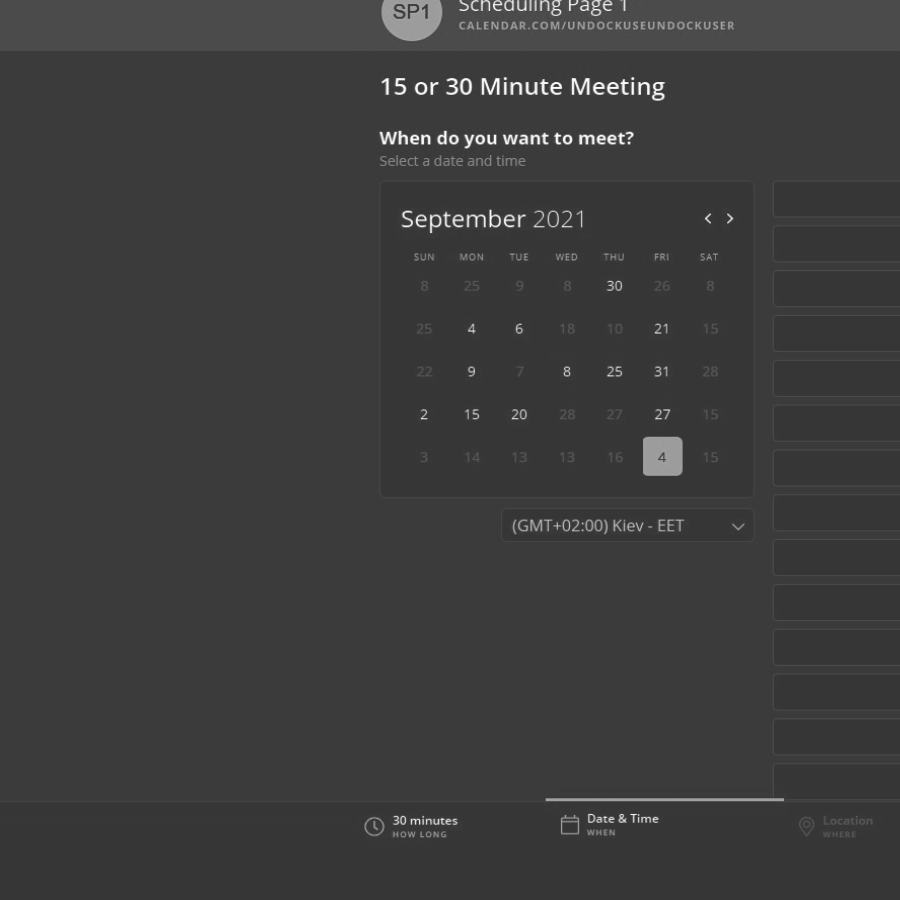 SP1
Scheduling Page 1
CALENDAR.COM/UNDOCKUSEUNDOCKUSER
15 or 30 Minute Meeting
When do you want to meet?
Select a date and time
September 2021
SUN MON TUE WED THU FRI SAT
8 25 9 8 30 26 8
25 4 6 18 10 21 15
22 9 7 8 25 31 28
2 15 20 28 27 27 15
3 14 13 13 16 4 15
(GMT+02:00) Kiev - EET
30 minutes
HOW LONG
Date & Time
WHEN
Location
WHERE